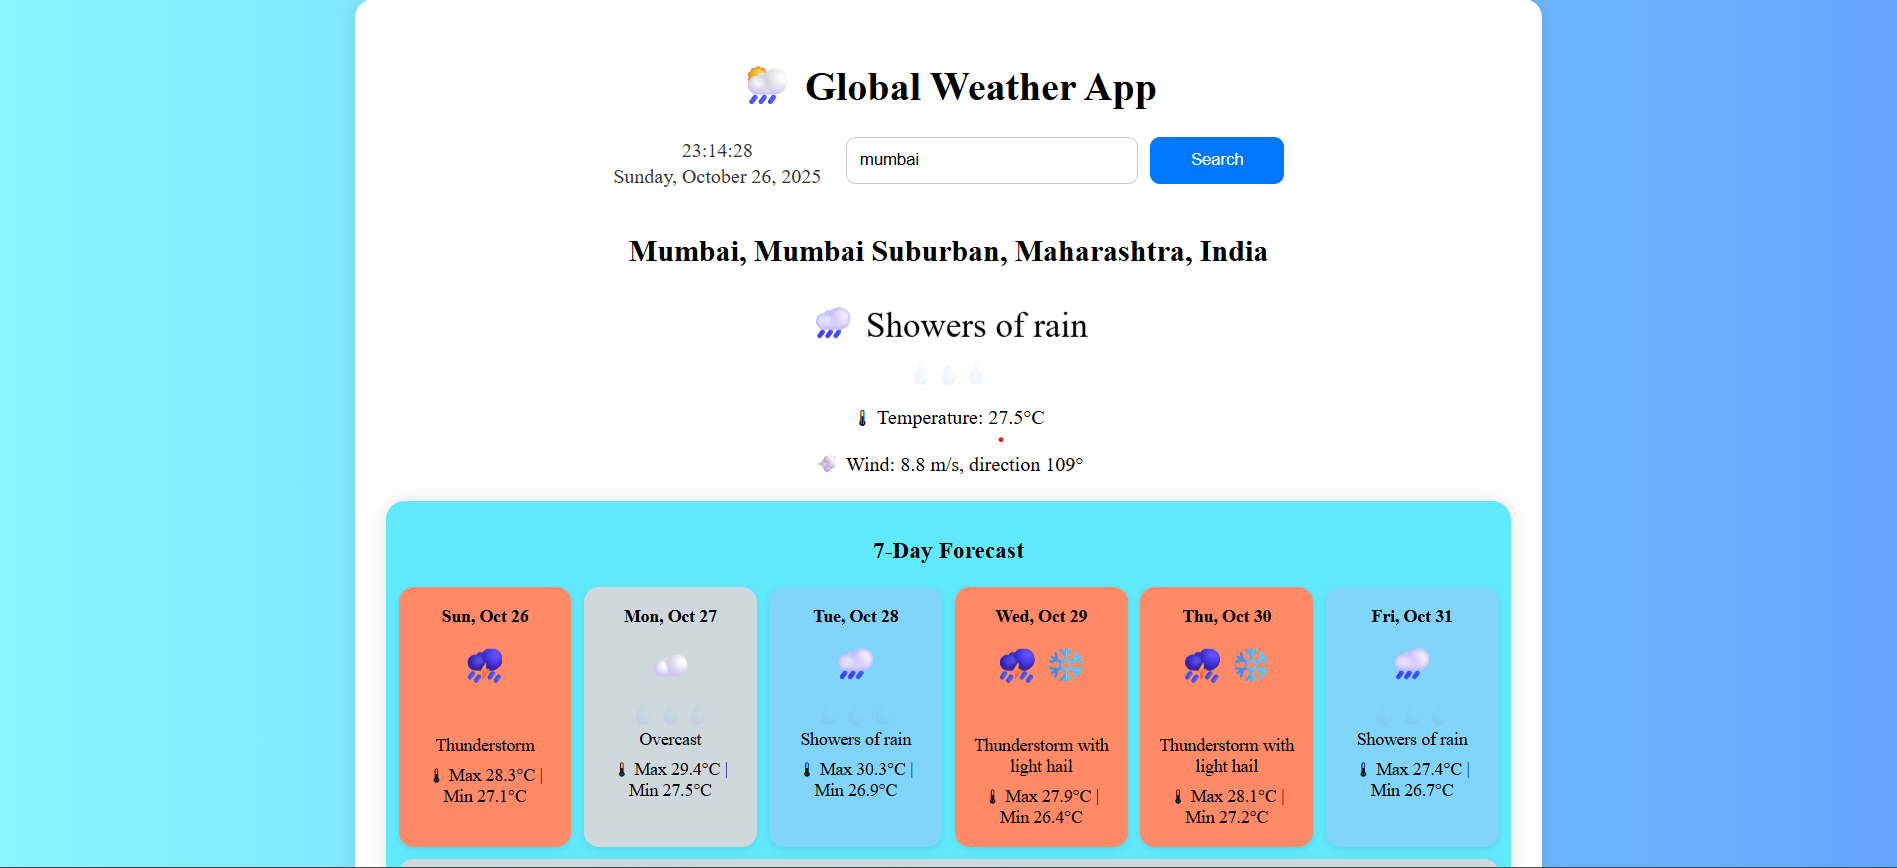 Global Weather App
23:14:28
Sunday, October 26, 2025
mumbai
Search
Mumbai, Mumbai Suburban, Maharashtra, India
Showers of rain
Temperature: 27.5°C
Wind: 8.8 m/s, direction 109°
7-Day Forecast
Sun, Oct 26
Thunderstorm
Max 28.3°C |
Min 27.1°C
Mon, Oct 27
Overcast
Max 29.4°C |
Min 27.5°C
Tue, Oct 28
Showers of rain
Max 30.3°C |
Min 26.9°C
Wed, Oct 29
Thunderstorm with
light hail
Max 27.9°C |
Min 26.4°C
Thu, Oct 30
Thunderstorm with
light hail
Max 28.1°C |
Min 27.2°C
Fri, Oct 31
Showers of rain
Max 27.4°C |
Min 26.7°C